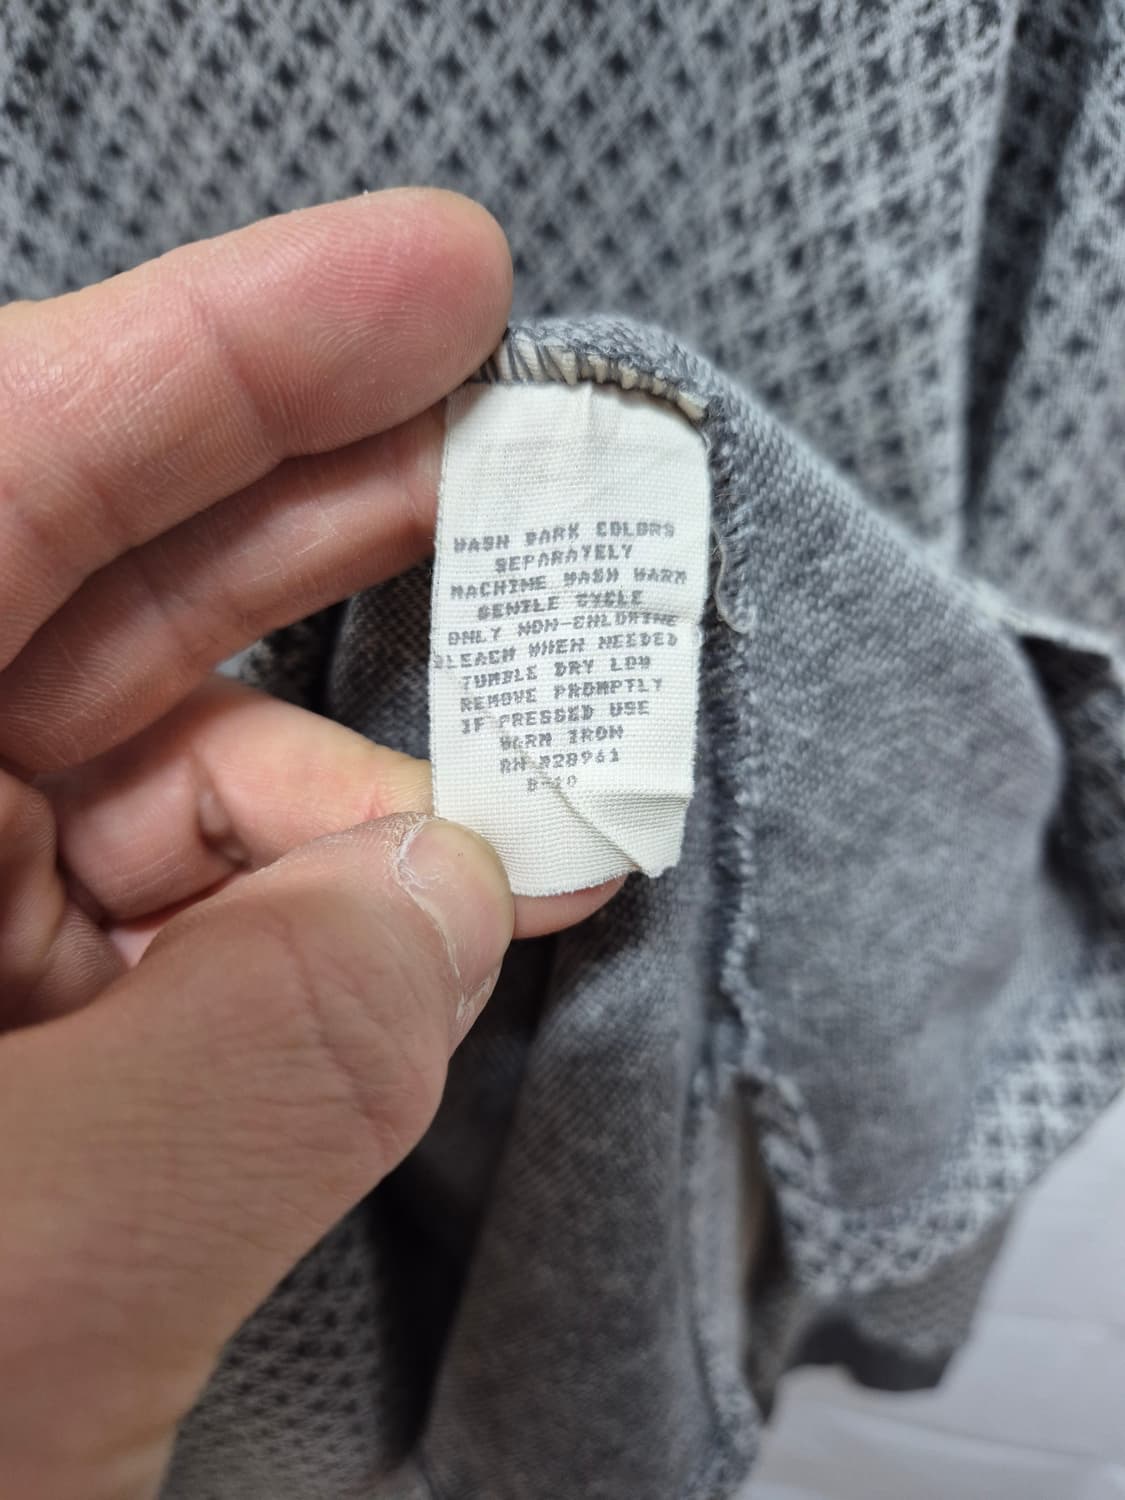 WASH DARK COLORS
SEPARATELY
MACHINE WASH WARM
GENTLE CYCLE
ONLY NON-CHLORINE
BLEACH WHEN NEEDED
TUMBLE DRY LOW
REMOVE PROMPTLY
IF PRESSED USE
WARM IRON
RN #28961